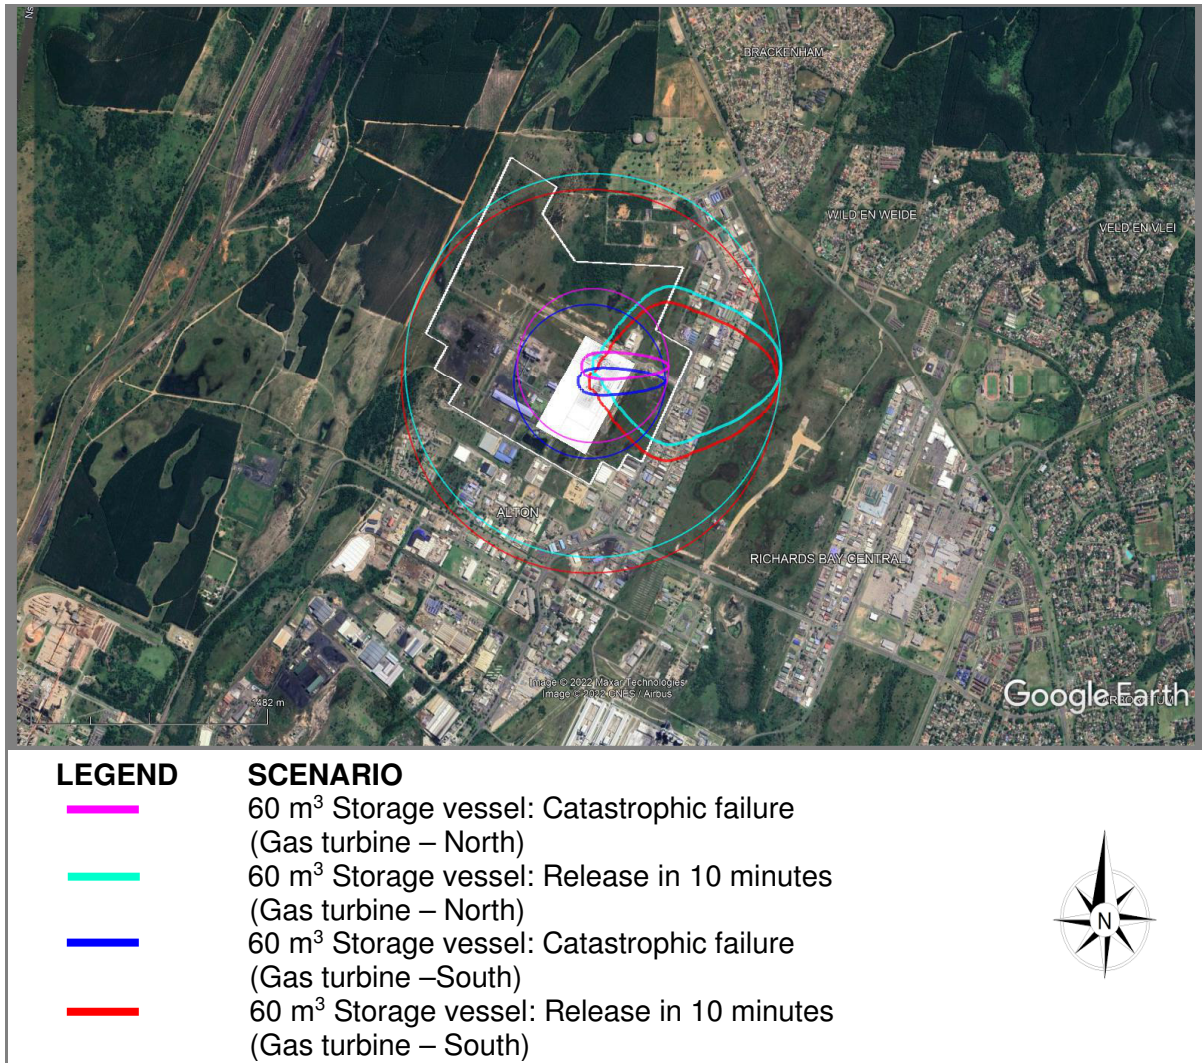 BRACKENHAM
WILD EN WEIDE
VELD EN VLEI
ALTON
RICHARDS BAY CENTRAL
Image © 2022 Maxar Technologies
Image © 2022 CNES / Airbus
482 m
Google Earth
LEGEND SCENARIO
60 m³ Storage vessel: Catastrophic failure
(Gas turbine – North)
60 m³ Storage vessel: Release in 10 minutes
(Gas turbine – North)
60 m³ Storage vessel: Catastrophic failure
(Gas turbine –South)
60 m³ Storage vessel: Release in 10 minutes
(Gas turbine – South)
N